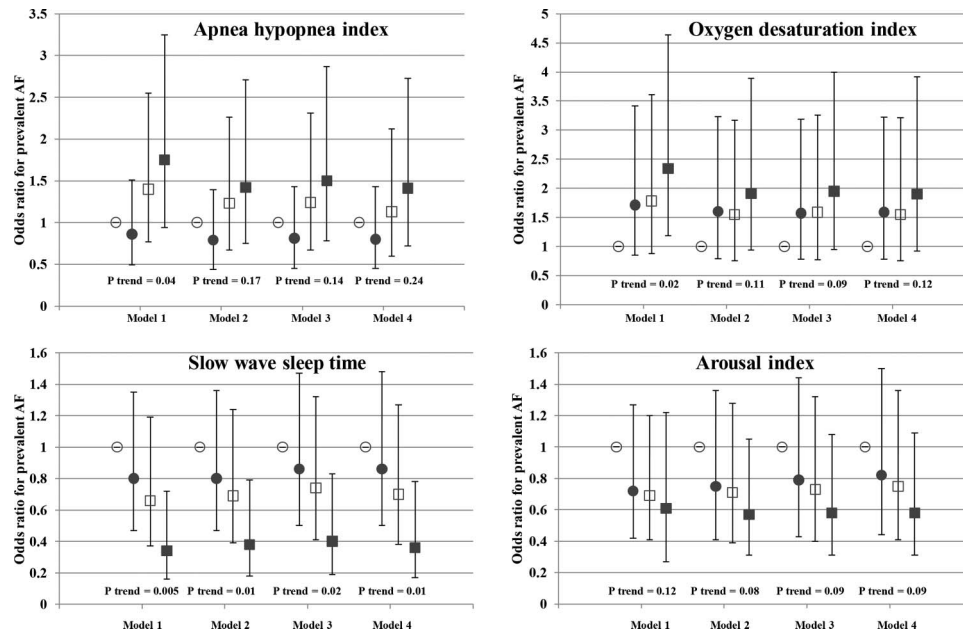 Apnea hypopnea index
Odds ratio for prevalent AF
3.5
3
2.5
2
1.5
1
0.5
0
P trend = 0.04 P trend = 0.17 P trend = 0.14 P trend = 0.24
Model 1 Model 2 Model 3 Model 4
Oxygen desaturation index
Odds ratio for prevalent AF
5
4.5
4
3.5
3
2.5
2
1.5
1
0.5
0
P trend = 0.02 P trend = 0.11 P trend = 0.09 P trend = 0.12
Model 1 Model 2 Model 3 Model 4
Slow wave sleep time
Odds ratio for prevalent AF
1.6
1.4
1.2
1
0.8
0.6
0.4
0.2
0
P trend = 0.005 P trend = 0.01 P trend = 0.02 P trend = 0.01
Model 1 Model 2 Model 3 Model 4
Arousal index
Odds ratio for prevalent AF
1.6
1.4
1.2
1
0.8
0.6
0.4
0.2
0
P trend = 0.12 P trend = 0.08 P trend = 0.09 P trend = 0.09
Model 1 Model 2 Model 3 Model 4